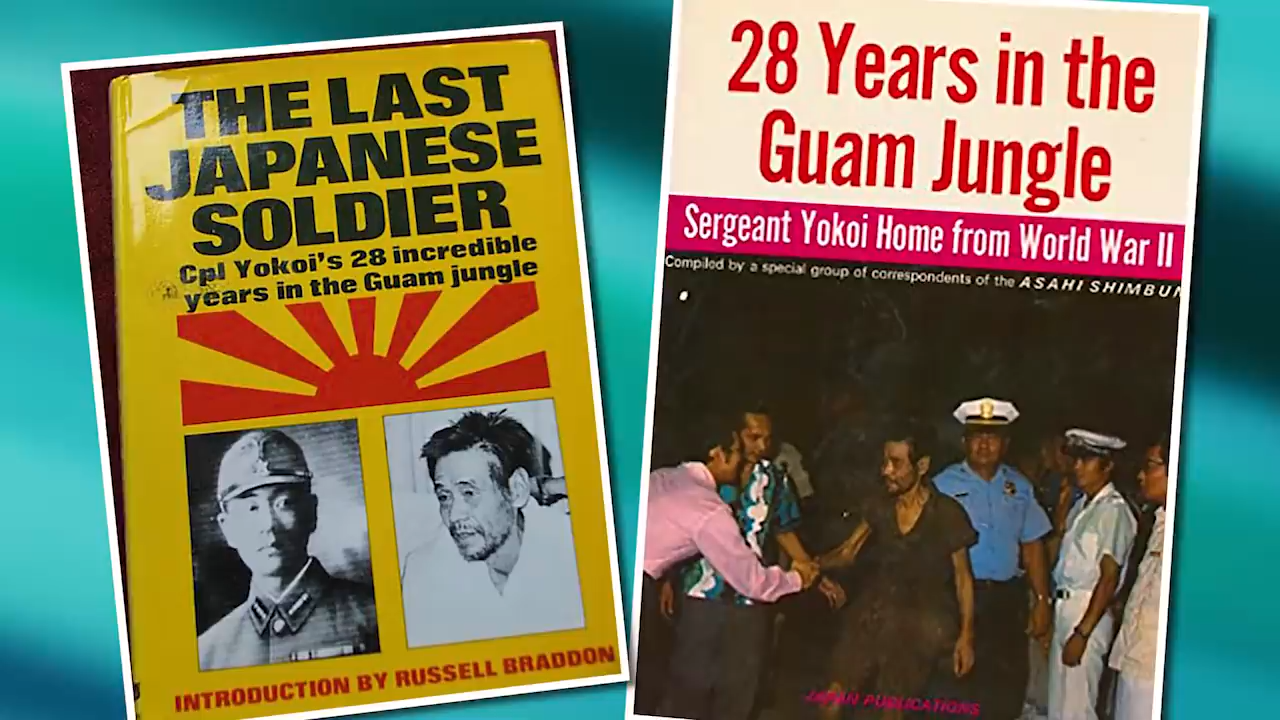 THE LAST
JAPANESE
SOLDIER
Cpl Yokoi's 28 incredible
years in the Guam jungle
INTRODUCTION BY RUSSELL BRADDON
28 Years in the
Guam Jungle
Sergeant Yokoi Home from World War II
Compiled by a special group of correspondents of the ASAHI SHIMBUN
JAPAN PUBLICATIONS